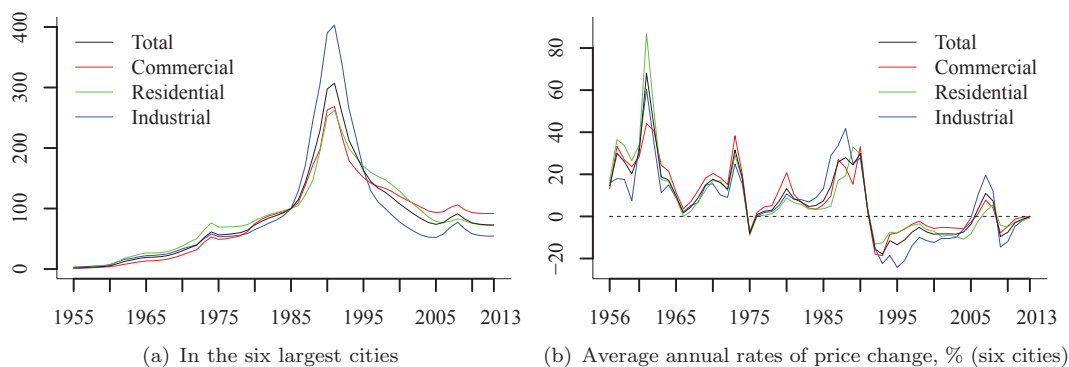 400
300
200
100
0
Total
Commercial
Residential
Industrial
1955 1965 1975 1985 1995 2005 2013
(a) In the six largest cities
80
60
40
20
0
−20
Total
Commercial
Residential
Industrial
1956 1965 1975 1985 1995 2005 2013
(b) Average annual rates of price change, % (six cities)